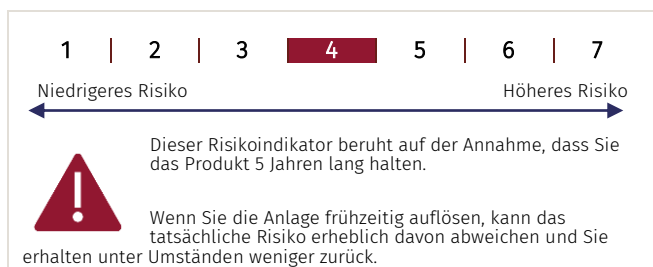 1 | 2 | 3 | 4 | 5 | 6 | 7
Niedrigeres Risiko Höheres Risiko
Dieser Risikoindikator beruht auf der Annahme, dass Sie
das Produkt 5 Jahren lang halten.
Wenn Sie die Anlage frühzeitig auflösen, kann das
tatsächliche Risiko erheblich davon abweichen und Sie
erhalten unter Umständen weniger zurück.